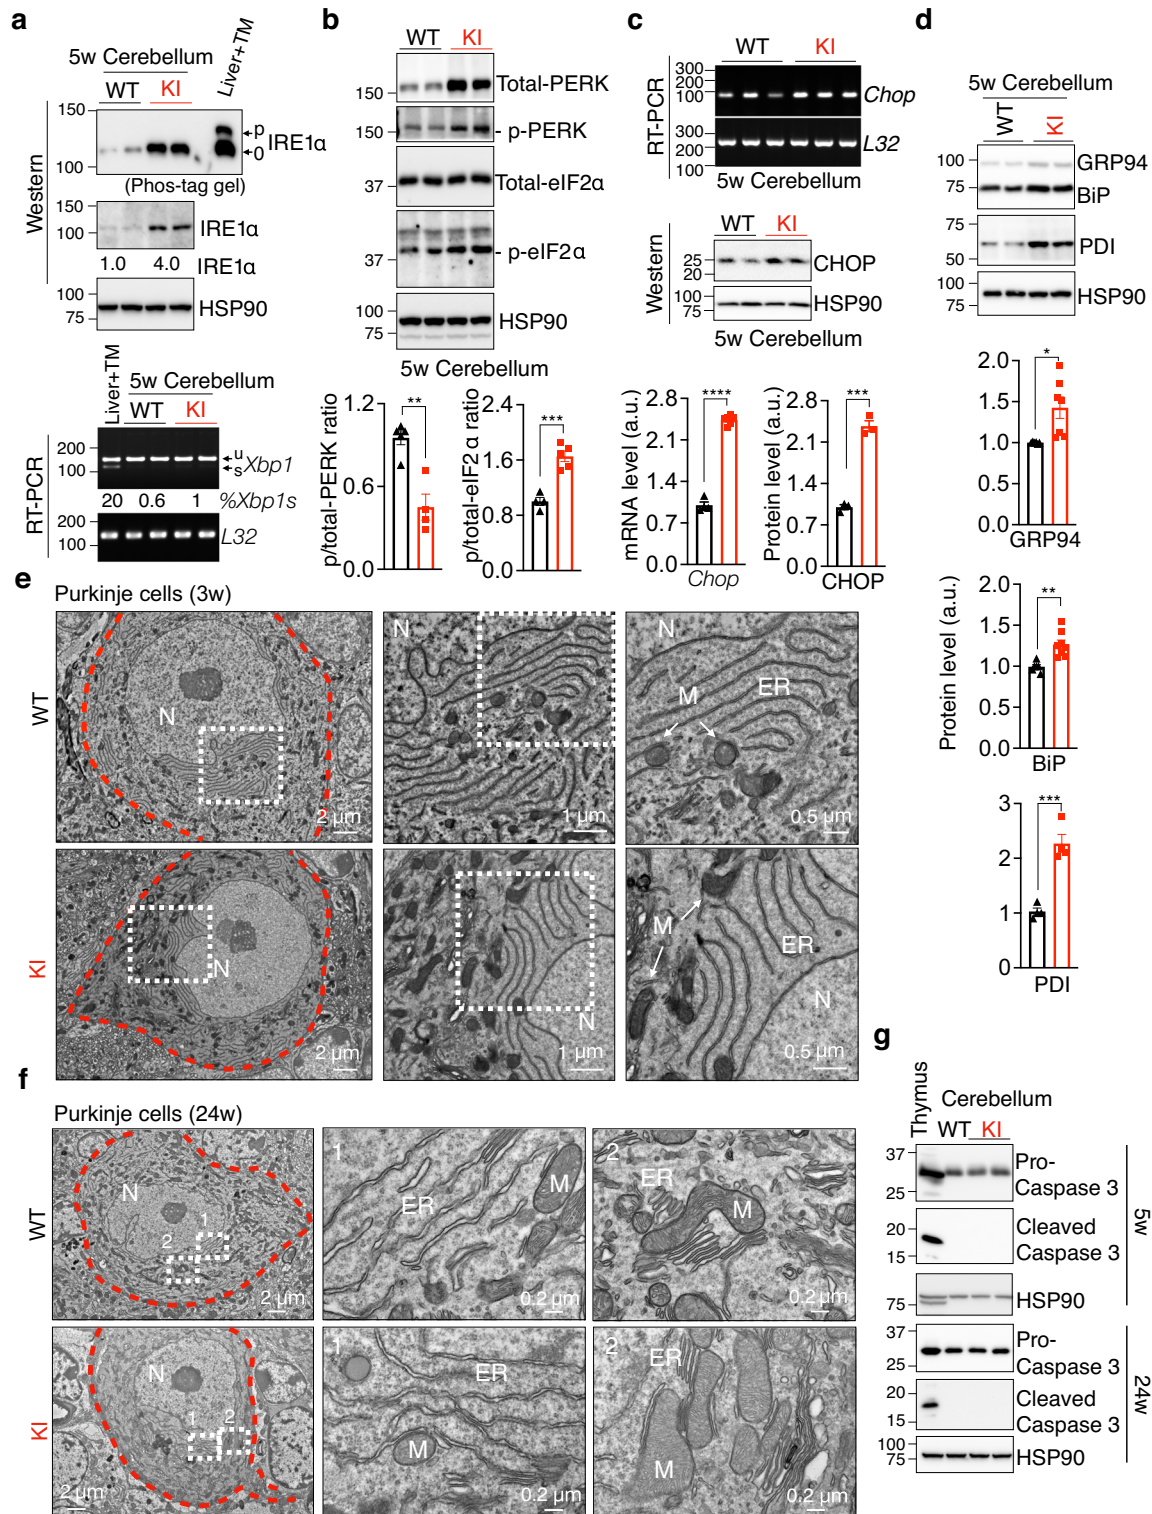 a
5w Cerebellum
WT
KI
Liver+TM
Western
150
100
p
0
IRE1α
(Phos-tag gel)
150
100
IRE1α
1.0
4.0
IRE1α
100
75
HSP90
Liver+TM
5w Cerebellum
WT
KI
RT-PCR
200
100
u
s
Xbp1
20
0.6
1
%Xbp1s
200
100
L32
b
WT
KI
150
Total-PERK
150
- p-PERK
37
Total-eIF2α
37
- p-eIF2α
100
75
HSP90
5w Cerebellum
p/total-PERK ratio
1.2
0.6
0.0
**
p/total-eIF2α ratio
2.4
1.6
0.8
0.0
***
c
WT
KI
RT-PCR
300
200
100
Chop
300
200
100
L32
5w Cerebellum
WT
KI
Western
25
20
CHOP
100
75
HSP90
5w Cerebellum
mRNA level (a.u.)
2.8
2.1
1.4
0.7
0.0
****
Chop
Protein level (a.u.)
2.8
2.1
1.4
0.7
0.0
***
CHOP
d
5w Cerebellum
WT
KI
100
75
GRP94
BiP
75
50
PDI
100
75
HSP90
2.0
1.5
1.0
0.5
0.0
*
GRP94
Protein level (a.u.)
2.0
1.5
1.0
0.5
0.0
**
BiP
3
2
1
0
***
PDI
e
Purkinje cells (3w)
WT
N
2 μm
N
1 μm
M
ER
0.5 μm
KI
N
2 μm
N
1 μm
M
ER
N
0.5 μm
f
Purkinje cells (24w)
WT
N
1
2
2 μm
1
ER
M
0.2 μm
2
ER
M
0.2 μm
KI
N
1
2
2 μm
1
ER
M
0.2 μm
2
ER
M
0.2 μm
g
Thymus
Cerebellum
WT
KI
37
25
Pro-
Caspase 3
20
15
Cleaved
Caspase 3
75
HSP90
5w
37
25
Pro-
Caspase 3
20
15
Cleaved
Caspase 3
100
75
HSP90
24w